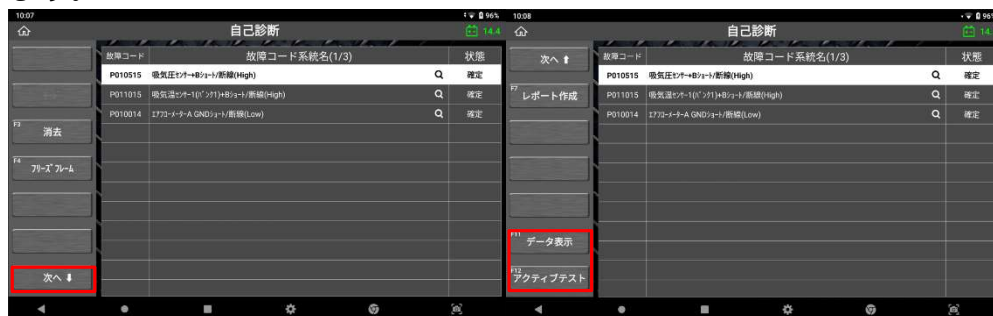 10:07
96%
自己診断
14.4
故障コード
故障コード系統名(1/3)
状態
P010515
吸気圧ｾﾝｻｰ+Bｼｮｰﾄ/断線(High)
確定
P011015
吸気温ｾﾝｻｰ1(ﾊﾞﾝｸ1)+Bｼｮｰﾄ/断線(High)
確定
P010014
ｴｱﾌﾛｰﾒｰﾀｰA GNDｼｮｰﾄ/断線(Low)
確定
F3
消去
F4
ﾌﾘｰｽﾞﾌﾚｰﾑ
次へ
10:08
96%
自己診断
14.
次へ
故障コード
故障コード系統名(1/3)
状態
P010515
吸気圧ｾﾝｻｰ+Bｼｮｰﾄ/断線(High)
確定
F7
レポート作成
P011015
吸気温ｾﾝｻｰ1(ﾊﾞﾝｸ1)+Bｼｮｰﾄ/断線(High)
確定
P010014
ｴｱﾌﾛｰﾒｰﾀｰA GNDｼｮｰﾄ/断線(Low)
確定
F11
データ表示
F12
アクティブテスト